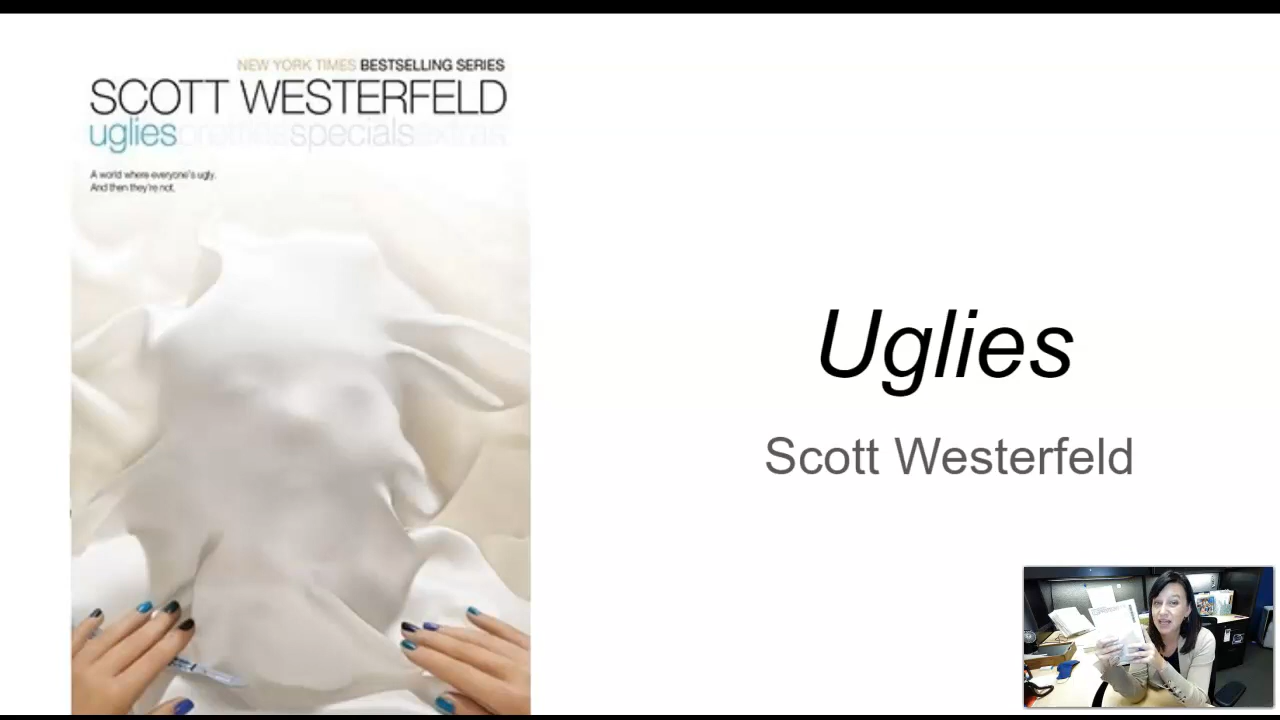 NEW YORK TIMES BESTSELLING SERIES
SCOTT WESTERFELD
uglies pretties specials extras
A world where everyone's ugly.
And then they're not.
Uglies
Scott Westerfeld